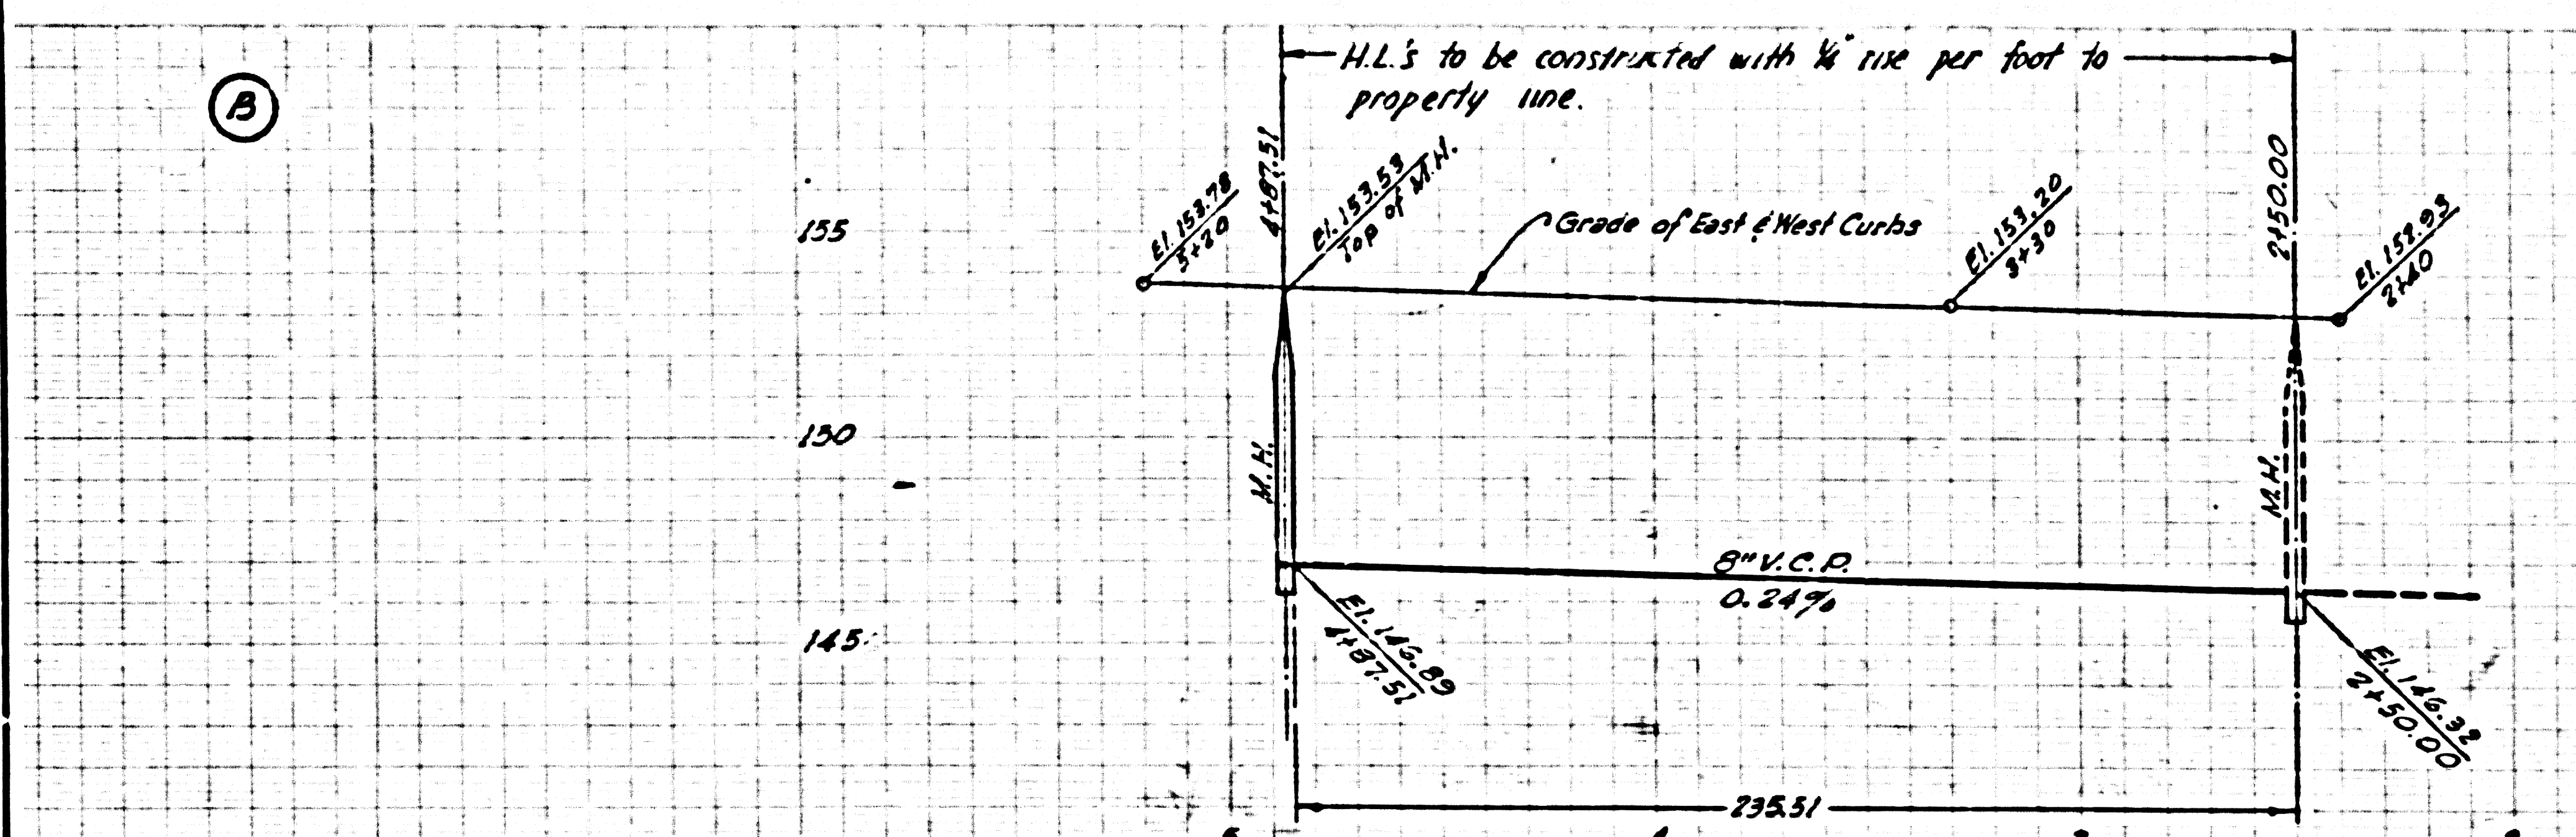 H.L.'s to be constructed with ¼" rise per foot to
property line.
B
4+87.51
2+50.00
El. 153.78
5+20
El. 153.53
Top of M.H.
Grade of East & West Curbs
El. 153.20
3+30
El. 152.93
2+40
155
150
145
M.H.
M.H.
8" V.C.P.
0.24%
El. 146.89
4+87.51
El. 146.32
2+50.00
235.51